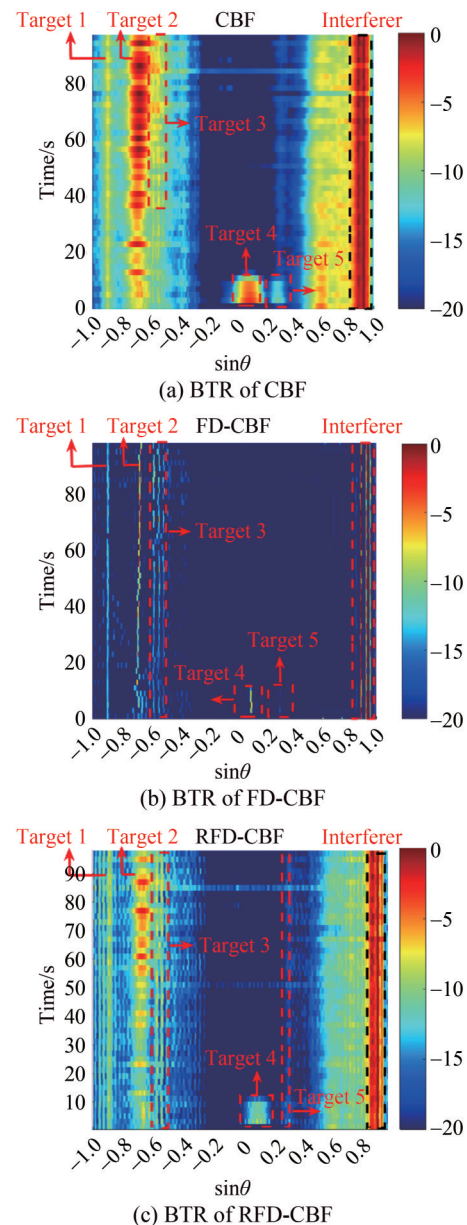 Target 1 Target 2 CBF Interferer
0
80
60
40
20
0
Time/s
Target 3
Target 4
Target 5
0
−5
−10
−15
−20
−1.0 −0.8 −0.6 −0.4 −0.2 0 0.2 0.4 0.6 0.8 1.0
sinθ
(a) BTR of CBF
Target 1 Target 2 FD-CBF Interferer
80
60
40
20
0
Time/s
Target 3
Target 5
Target 4
0
−5
−10
−15
−20
−1.0 −0.8 −0.6 −0.4 −0.2 0 0.2 0.4 0.6 0.8 1.0
sinθ
(b) BTR of FD-CBF
Target 1 Target 2 RFD-CBF Interferer
90
80
70
60
50
40
30
20
10
Time/s
Target 3
Target 4
Target 5
0
−5
−10
−15
−20
−1.0 −0.8 −0.6 −0.4 −0.2 0 0.2 0.4 0.6 0.8
sinθ
(c) BTR of RFD-CBF